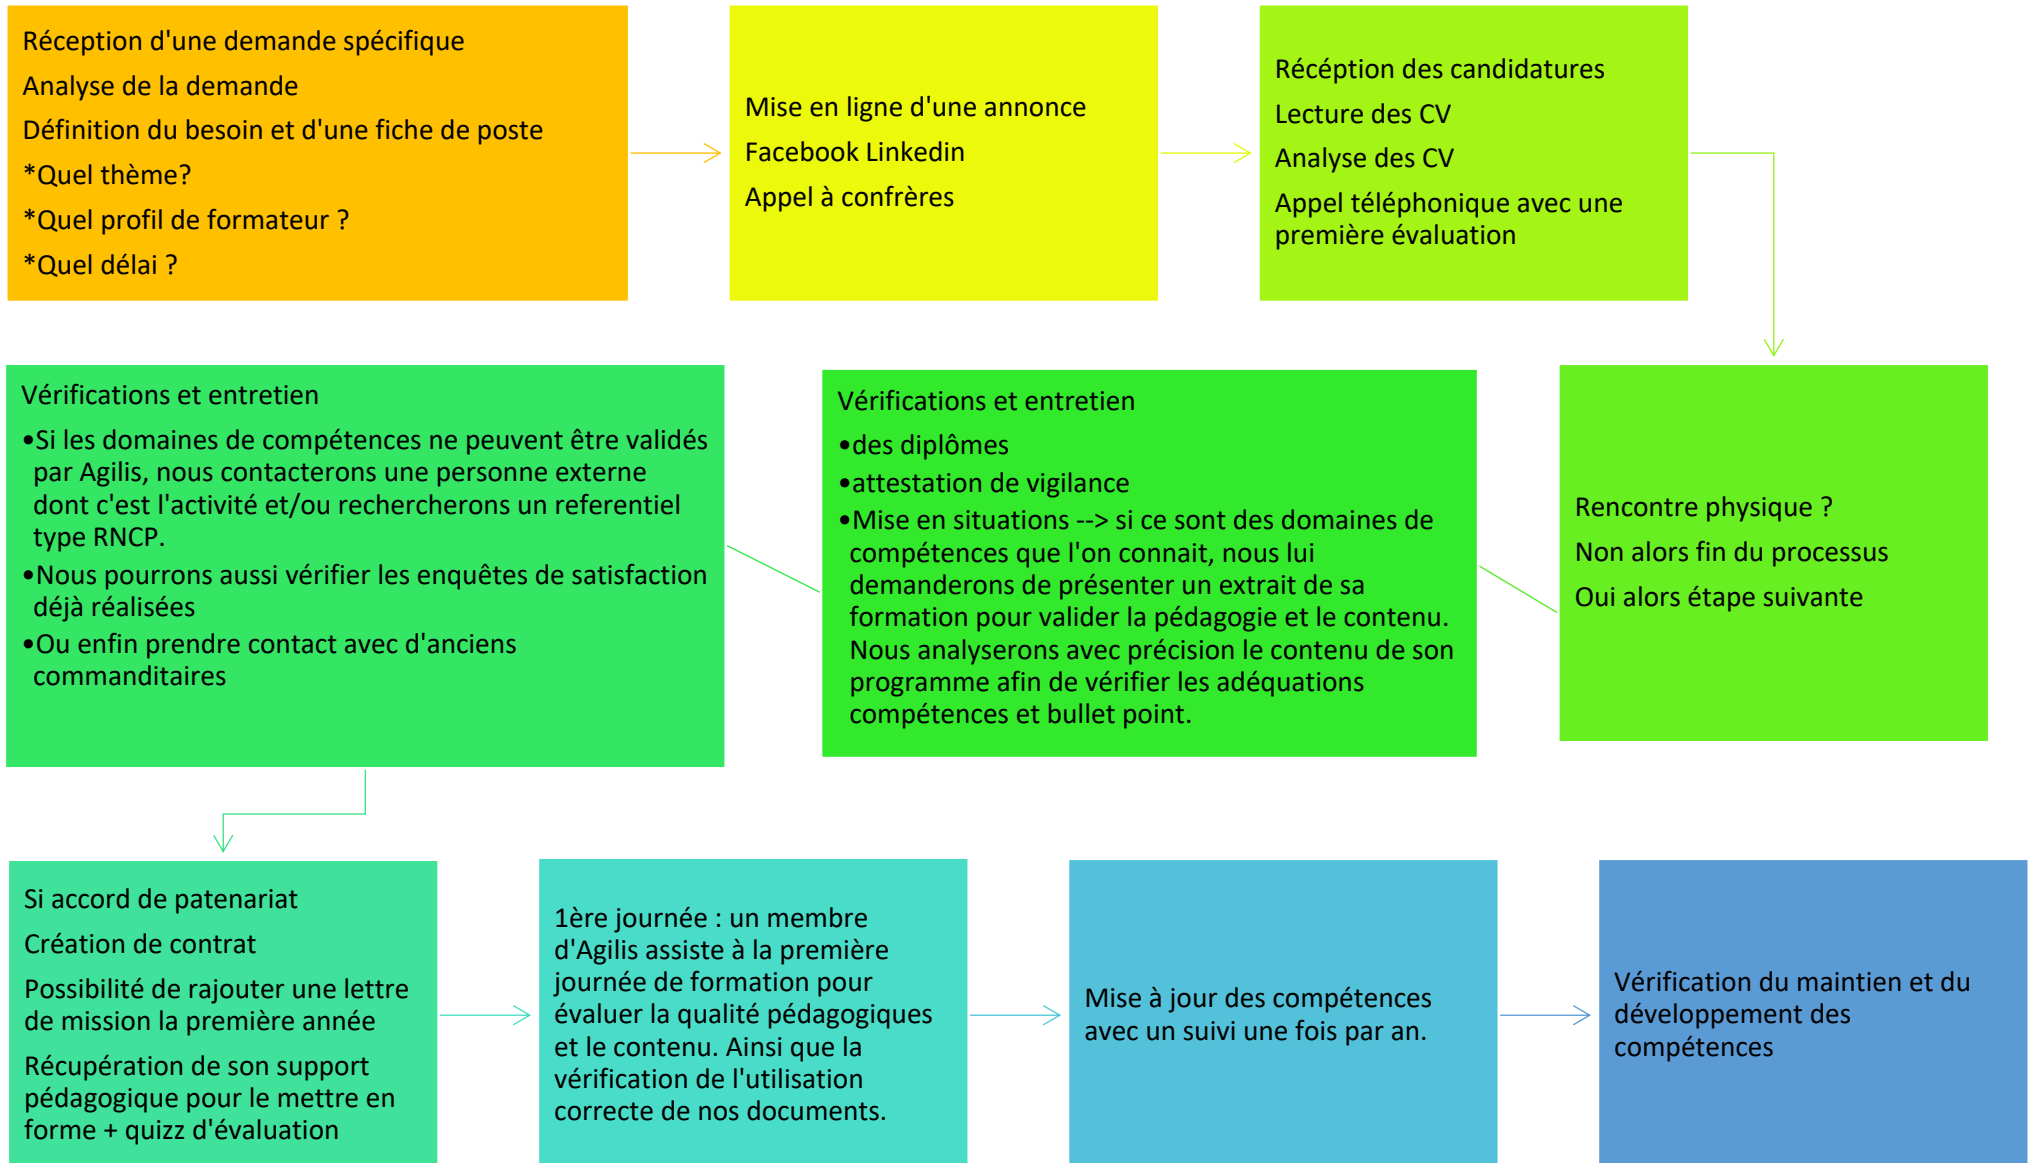 Réception d'une demande spécifique
Analyse de la demande
Définition du besoin et d'une fiche de poste
*Quel thème?
*Quel profil de formateur ?
*Quel délai ?
Mise en ligne d'une annonce
Facebook Linkedin
Appel à confrères
Récéption des candidatures
Lecture des CV
Analyse des CV
Appel téléphonique avec une
première évaluation
Rencontre physique ?
Non alors fin du processus
Oui alors étape suivante
Vérifications et entretien
•des diplômes
•attestation de vigilance
•Mise en situations --> si ce sont des domaines de
compétences que l'on connait, nous lui
demanderons de présenter un extrait de sa
formation pour valider la pédagogie et le contenu.
Nous analyserons avec précision le contenu de son
programme afin de vérifier les adéquations
compétences et bullet point.
Vérifications et entretien
•Si les domaines de compétences ne peuvent être validés
par Agilis, nous contacterons une personne externe
dont c'est l'activité et/ou rechercherons un referentiel
type RNCP.
•Nous pourrons aussi vérifier les enquêtes de satisfaction
déjà réalisées
•Ou enfin prendre contact avec d'anciens
commanditaires
Si accord de patenariat
Création de contrat
Possibilité de rajouter une lettre
de mission la première année
Récupération de son support
pédagogique pour le mettre en
forme + quizz d'évaluation
1ère journée : un membre
d'Agilis assiste à la première
journée de formation pour
évaluer la qualité pédagogiques
et le contenu. Ainsi que la
vérification de l'utilisation
correcte de nos documents.
Mise à jour des compétences
avec un suivi une fois par an.
Vérification du maintien et du
développement des
compétences